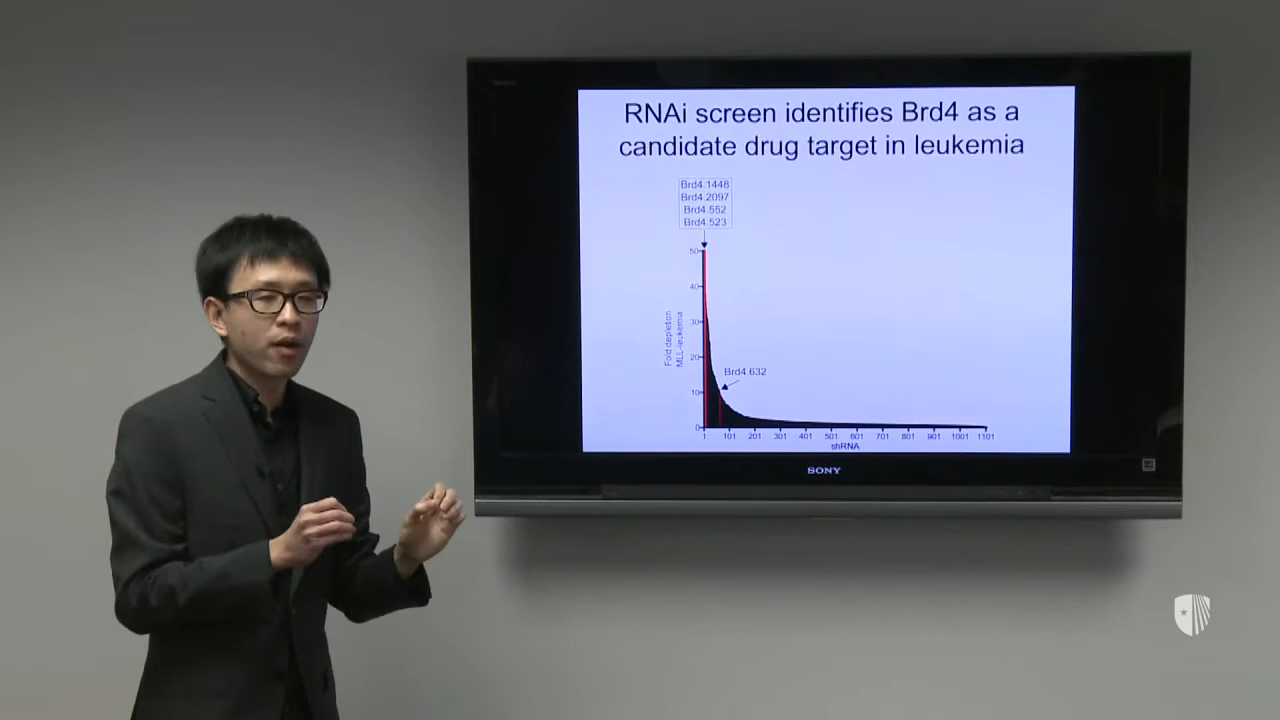 RNAi screen identifies Brd4 as a
candidate drug target in leukemia
Brd4.1448
Brd4.2097
Brd4.552
Brd4.523
50
40
30
20
10
0
Fold depletion
MLL-leukemia
Brd4.632
1 101 201 301 401 501 601 701 801 901 1001 1101
shRNA
SONY